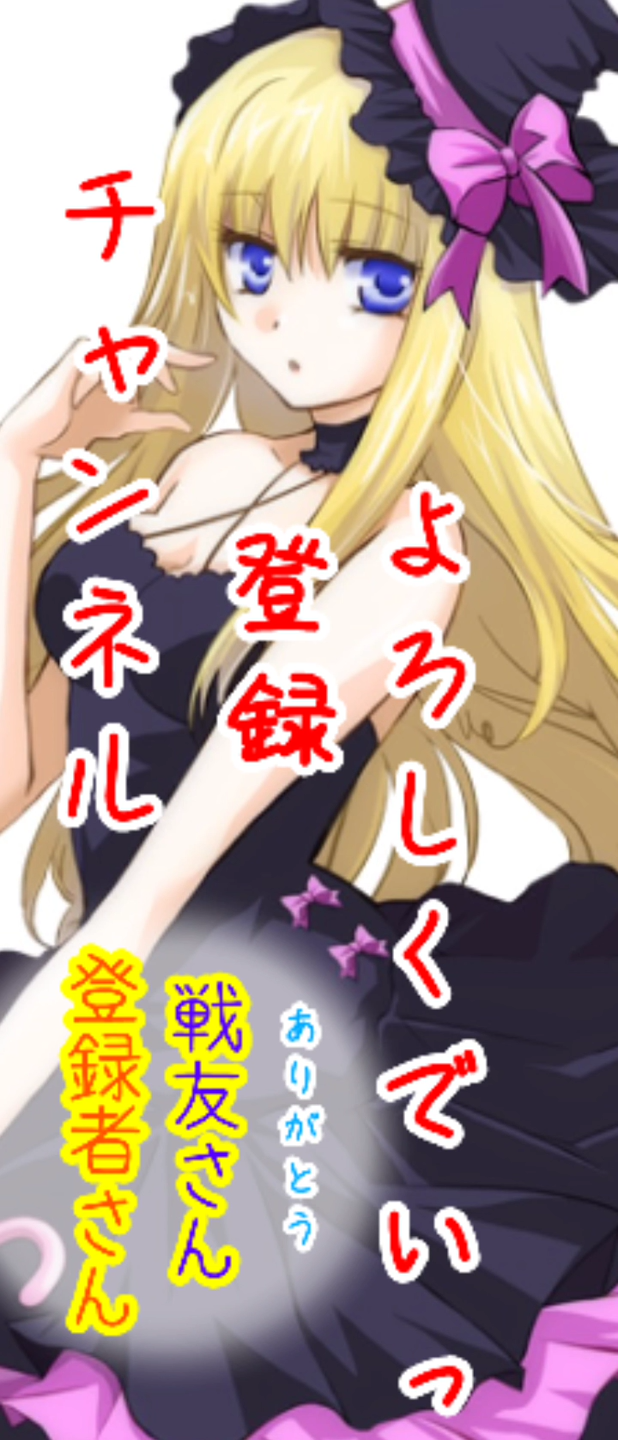 チャンネル
登録
よろしくでいっ
登録者さん
戦友さん
ありがとう